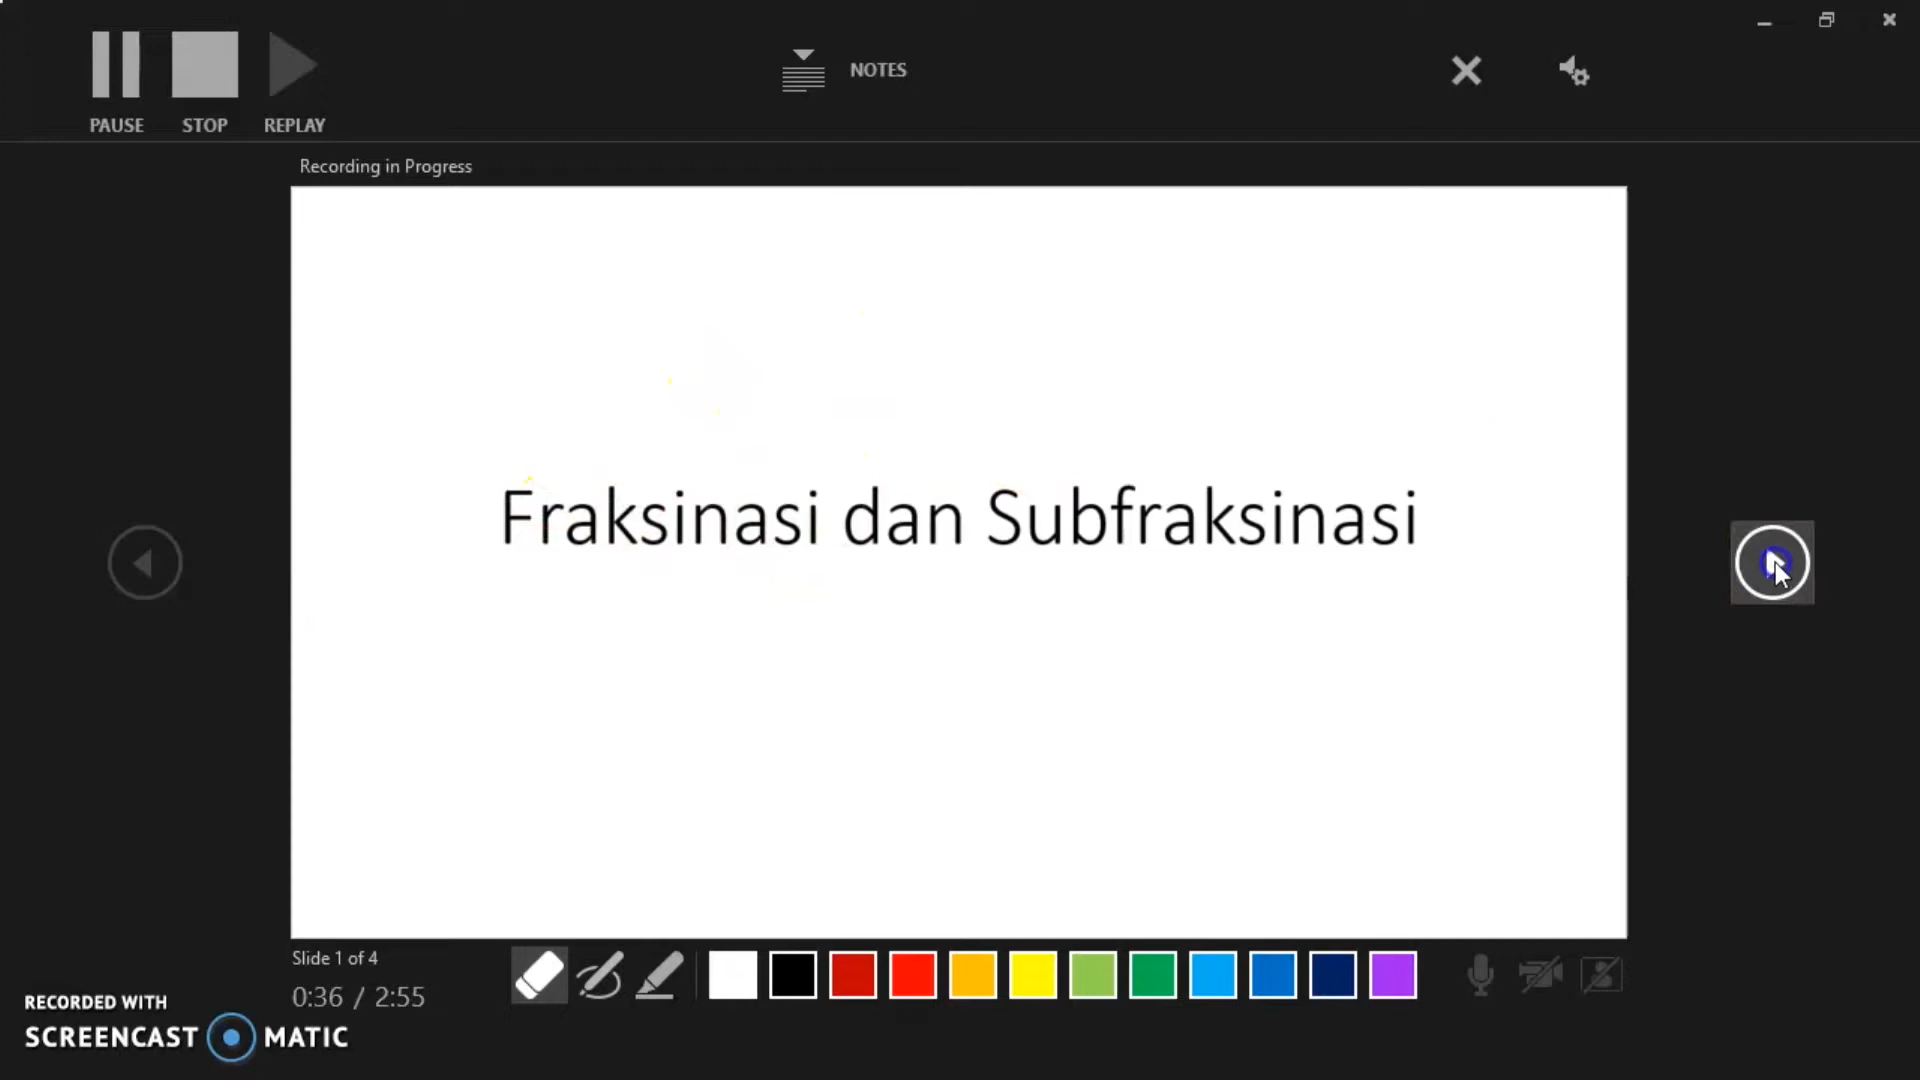 PAUSE STOP REPLAY
NOTES
Recording in Progress
Fraksinasi dan Subfraksinasi
Slide 1 of 4
0:36 / 2:55
RECORDED WITH
SCREENCAST MATIC